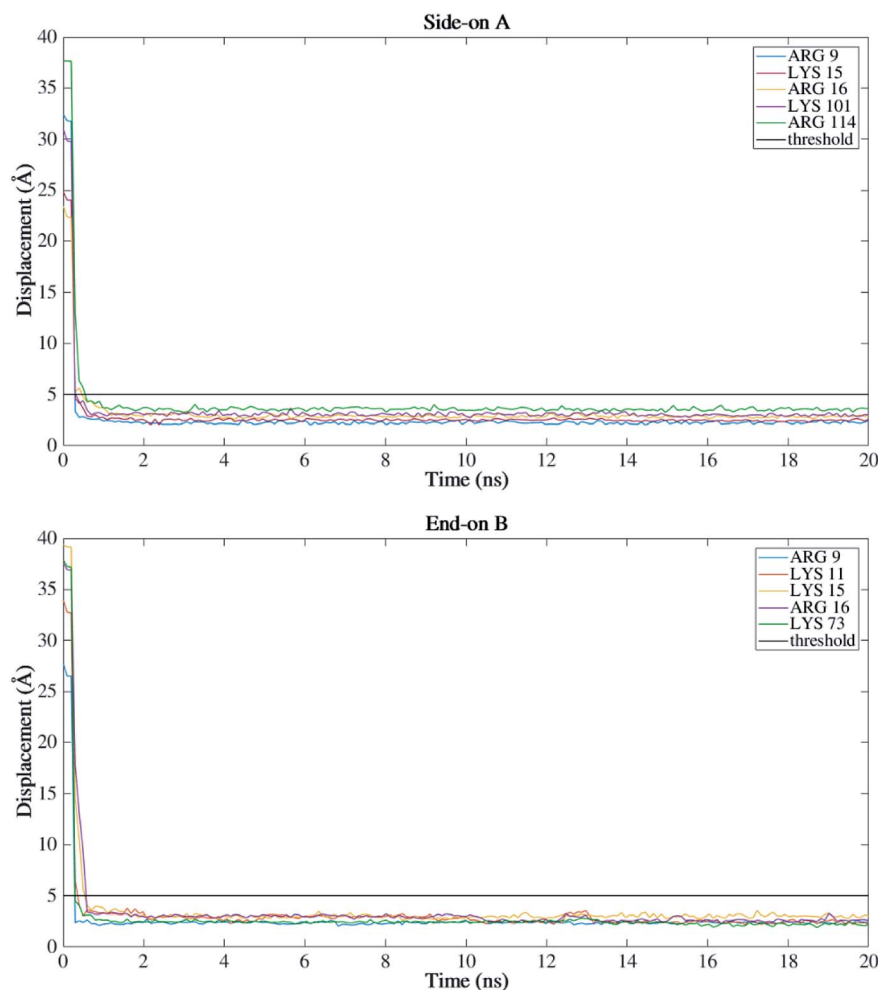 Side-on A
40
35
30
25
20
15
10
5
0
Displacement (Å)
ARG 9
LYS 15
ARG 16
LYS 101
ARG 114
threshold
0 2 4 6 8 10 12 14 16 18 20
Time (ns)
End-on B
40
35
30
25
20
15
10
5
0
Displacement (Å)
ARG 9
LYS 11
LYS 15
ARG 16
LYS 73
threshold
0 2 4 6 8 10 12 14 16 18 20
Time (ns)